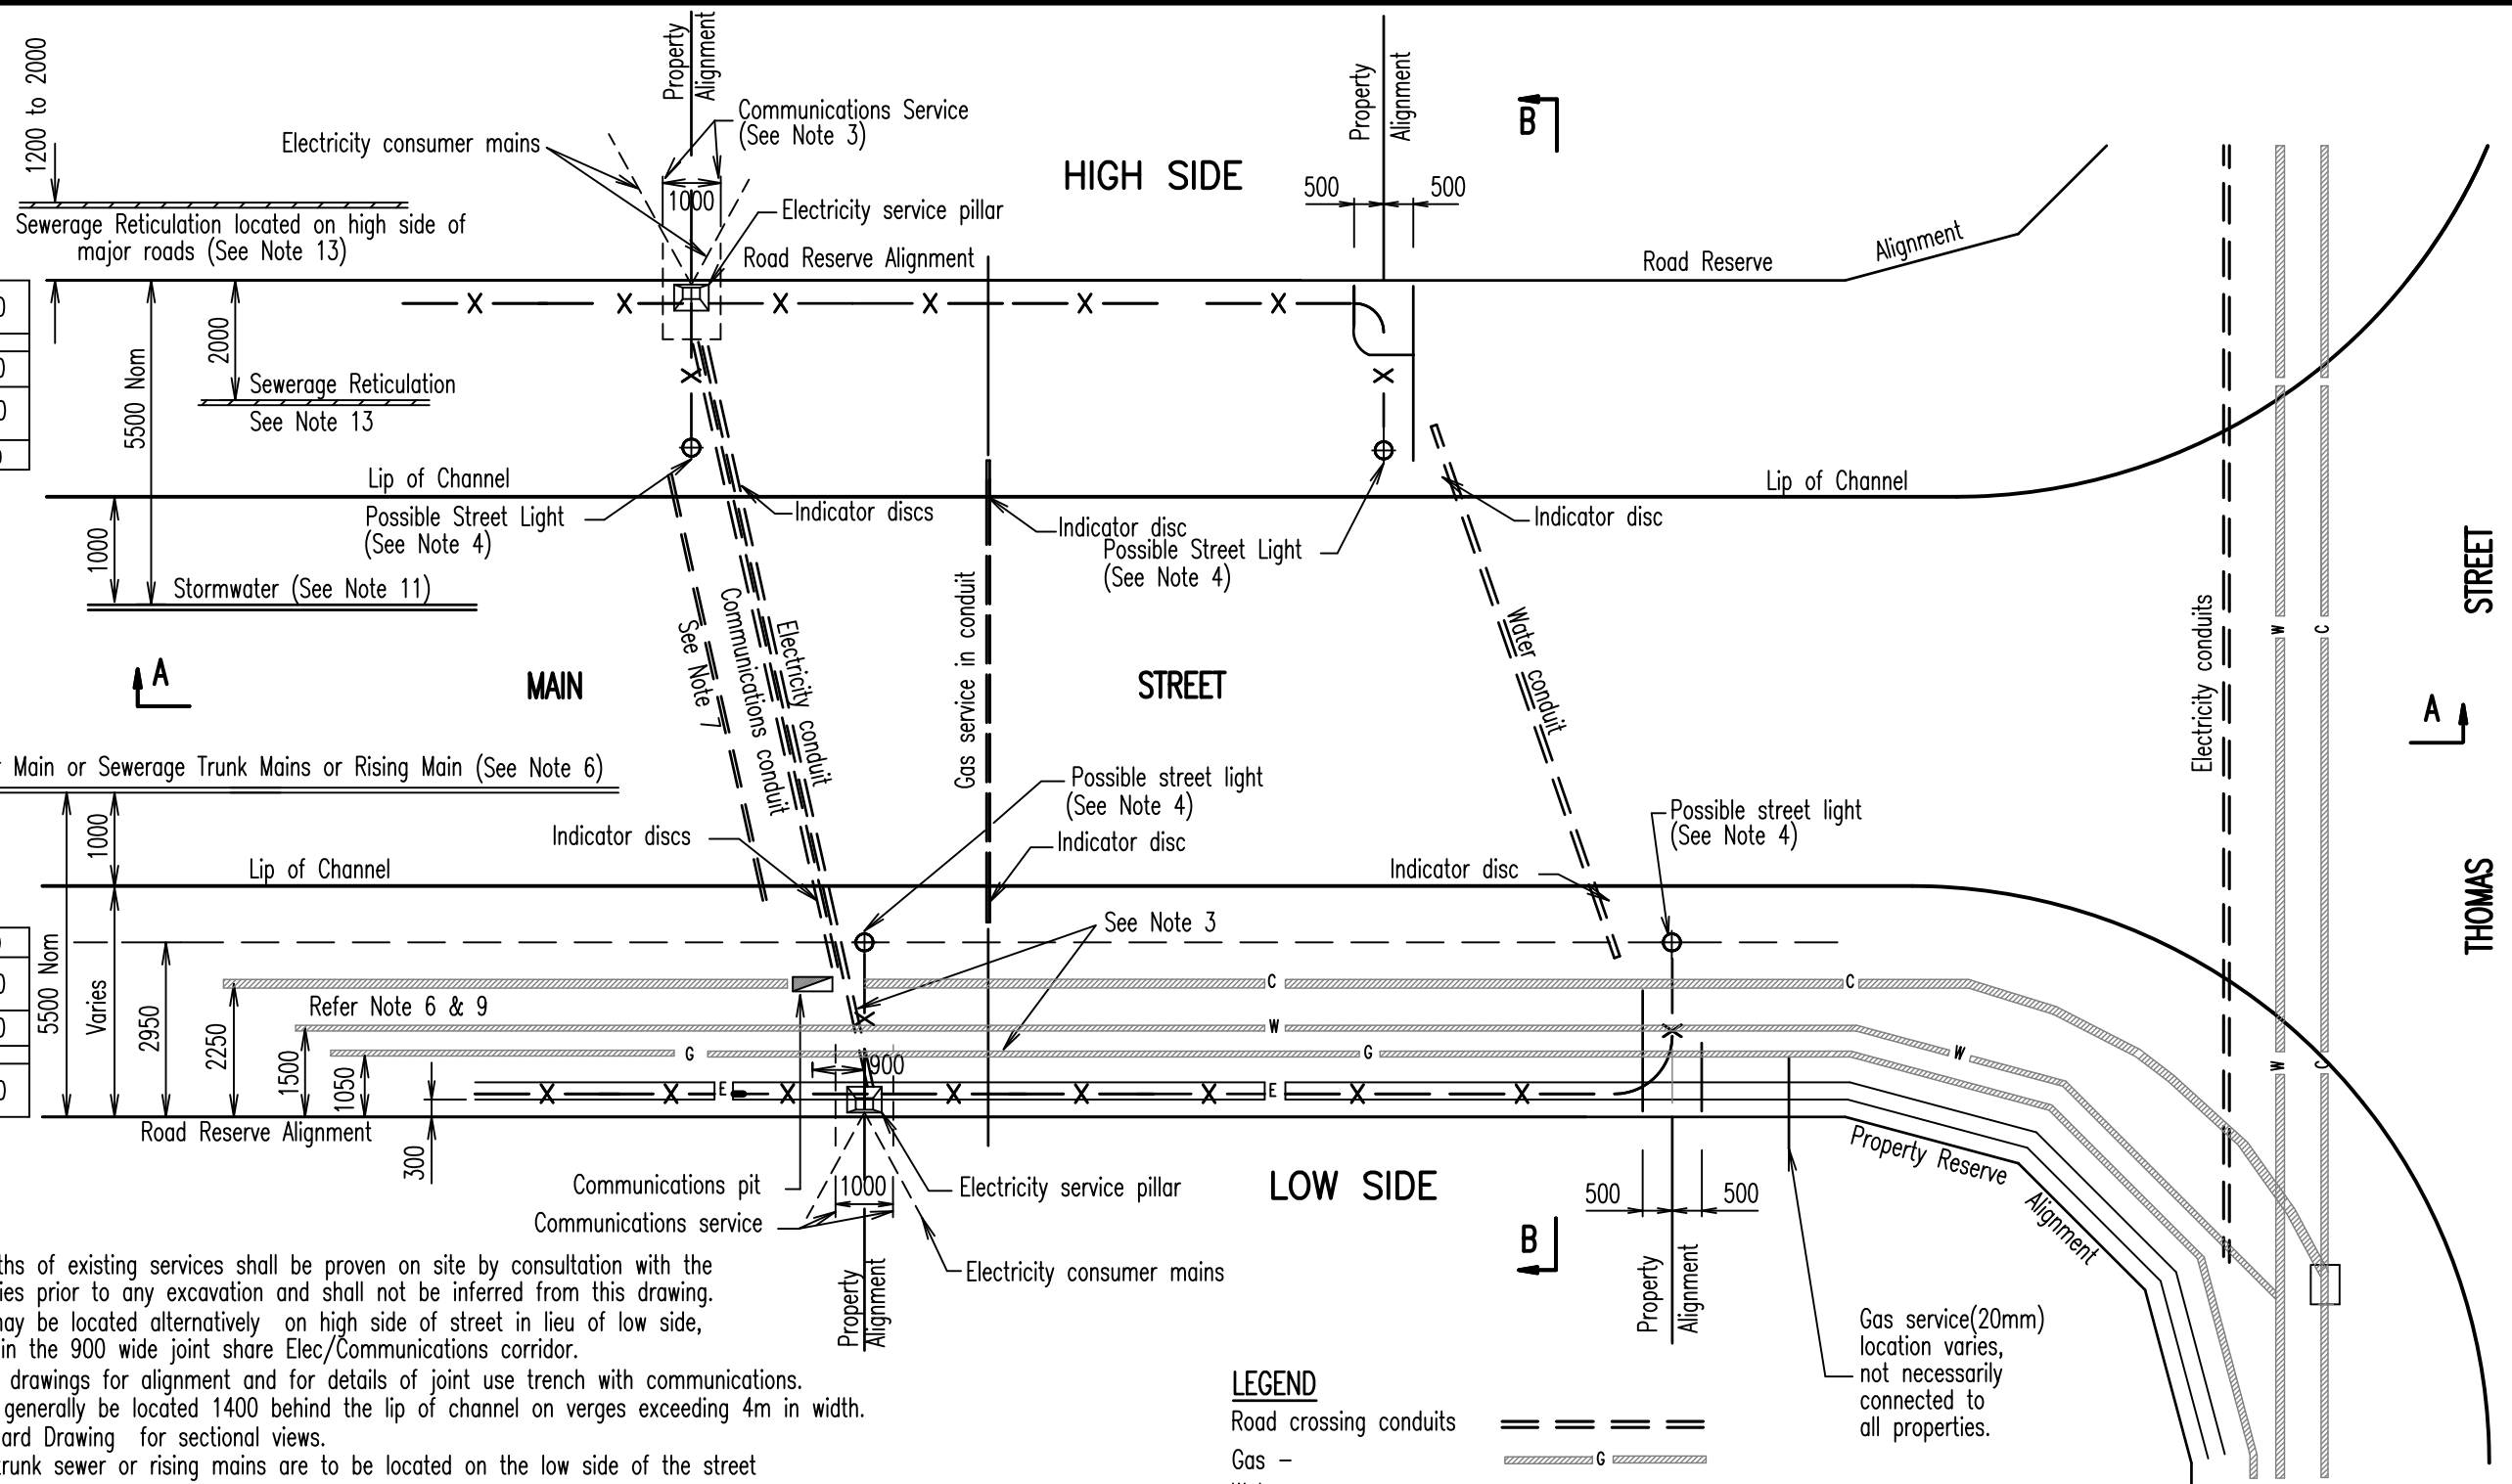 1200 to 2000
Property
Alignment
Communications Service
(See Note 3)
Electricity consumer mains
1000
Electricity service pillar
HIGH SIDE
Property
Alignment
500
500
B
Sewerage Reticulation located on high side of
major roads (See Note 13)
Road Reserve Alignment
Road Reserve
Alignment
X X X X X X
5500 Nom
2000
Sewerage Reticulation
See Note 13
X
X
Lip of Channel
Lip of Channel
Possible Street Light
(See Note 4)
Indicator discs
Indicator disc
Possible Street Light
(See Note 4)
Indicator disc
1000
Stormwater (See Note 11)
See Note 7
Communications conduit
Electricity conduit
Gas service in conduit
Water conduit
Electricity conduits
W
C
STREET
A
MAIN
STREET
A
Main or Sewerage Trunk Mains or Rising Main (See Note 6)
1000
Possible street light
(See Note 4)
Possible street light
(See Note 4)
Indicator discs
Indicator disc
Indicator disc
Lip of Channel
THOMAS
See Note 3
5500 Nom
Varies
2950
2250
1500
1050
300
C
C
Refer Note 6 & 9
X
W
X
W
G
G
900
W
C
X X E X X X X E X X
Road Reserve Alignment
Property Reserve
Alignment
Communications pit
1000
Electricity service pillar
LOW SIDE
500
500
Communications service
B
Electricity consumer mains
Property
Alignment
Property
Alignment
ths of existing services shall be proven on site by consultation with the
ies prior to any excavation and shall not be inferred from this drawing.
may be located alternatively on high side of street in lieu of low side,
in the 900 wide joint share Elec/Communications corridor.
drawings for alignment and for details of joint use trench with communications.
generally be located 1400 behind the lip of channel on verges exceeding 4m in width.
ard Drawing for sectional views.
trunk sewer or rising mains are to be located on the low side of the street
Gas service(20mm)
location varies,
not necessarily
connected to
all properties.
LEGEND
Road crossing conduits
Gas – G